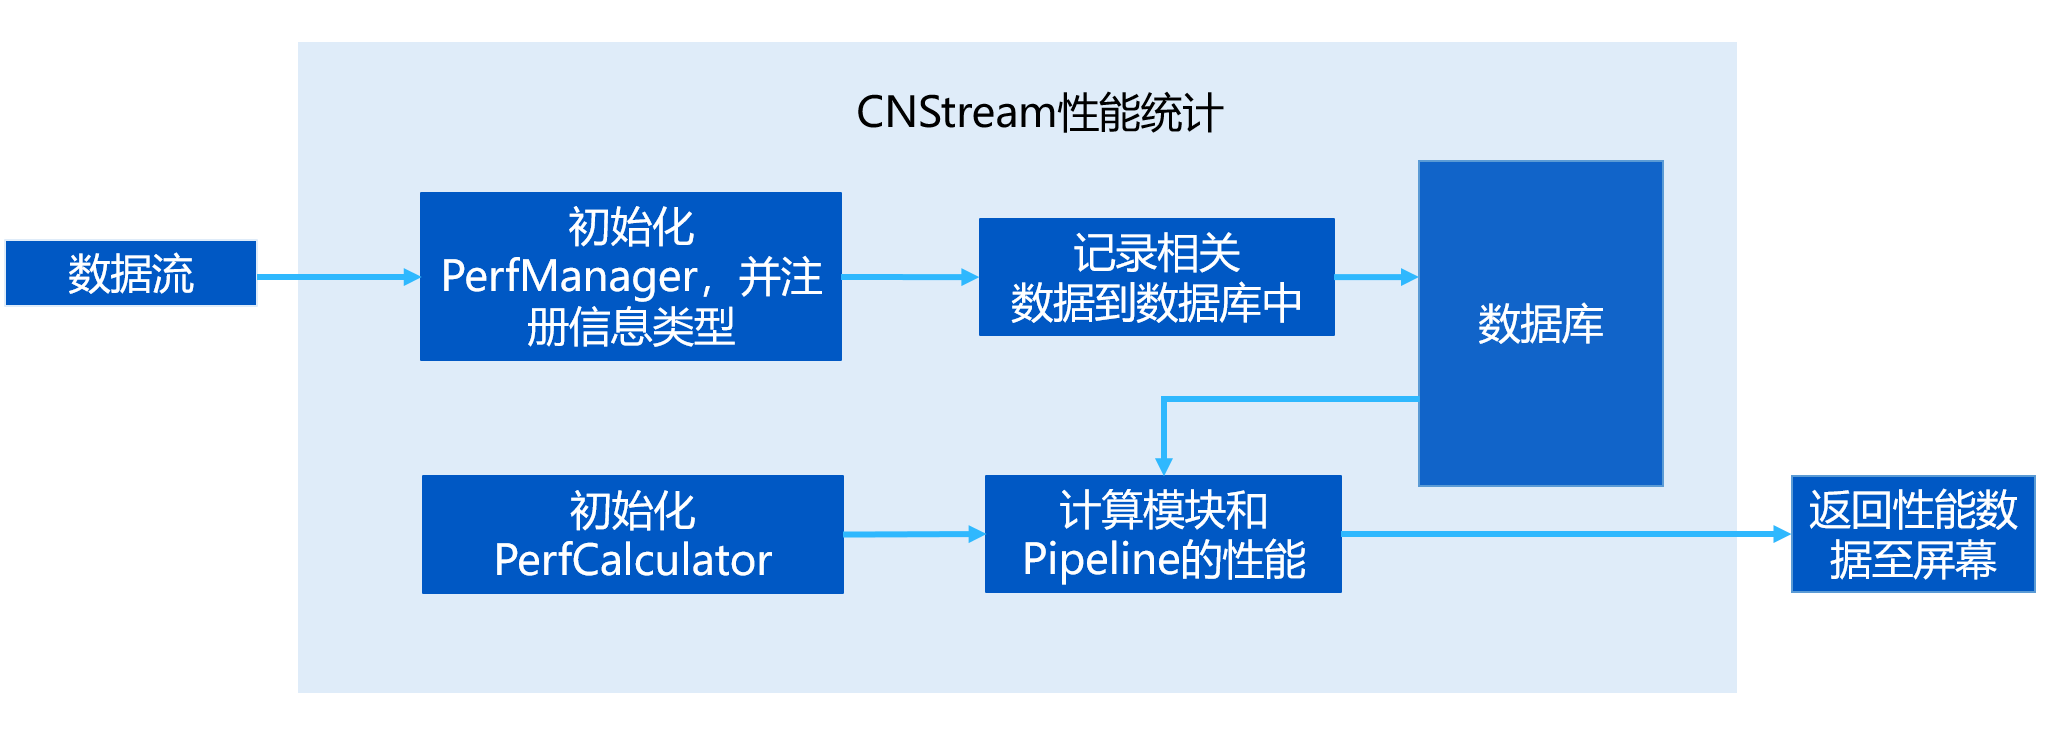 CNStream性能统计
数据流
初始化
PerfManager，并注
册信息类型
记录相关
数据到数据库中
数据库
初始化
PerfCalculator
计算模块和
Pipeline的性能
返回性能数
据至屏幕